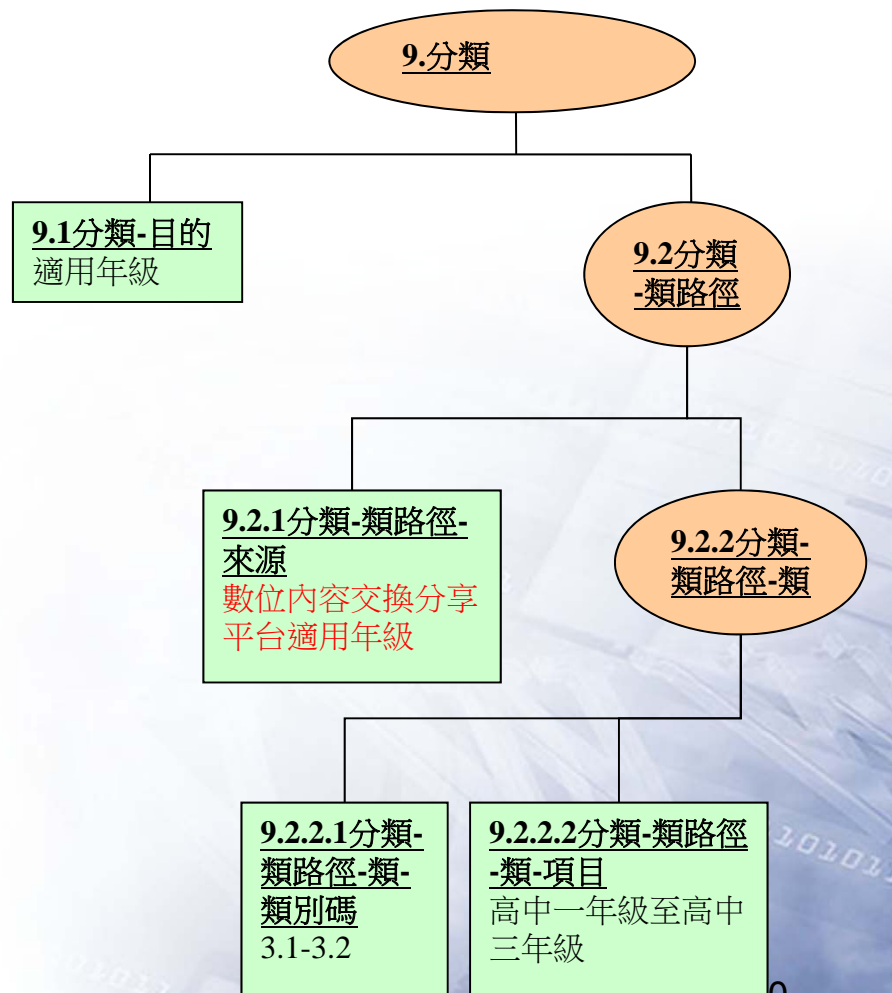 9.分類
9.1分類-目的
適用年級
9.2分類
-類路徑
9.2.1分類-類路徑-
來源
數位內容交換分享
平台適用年級
9.2.2分類-
類路徑-類
9.2.2.1分類-
類路徑-類-
類別碼
3.1-3.2
9.2.2.2分類-類路徑
-類-項目
高中一年級至高中
三年級